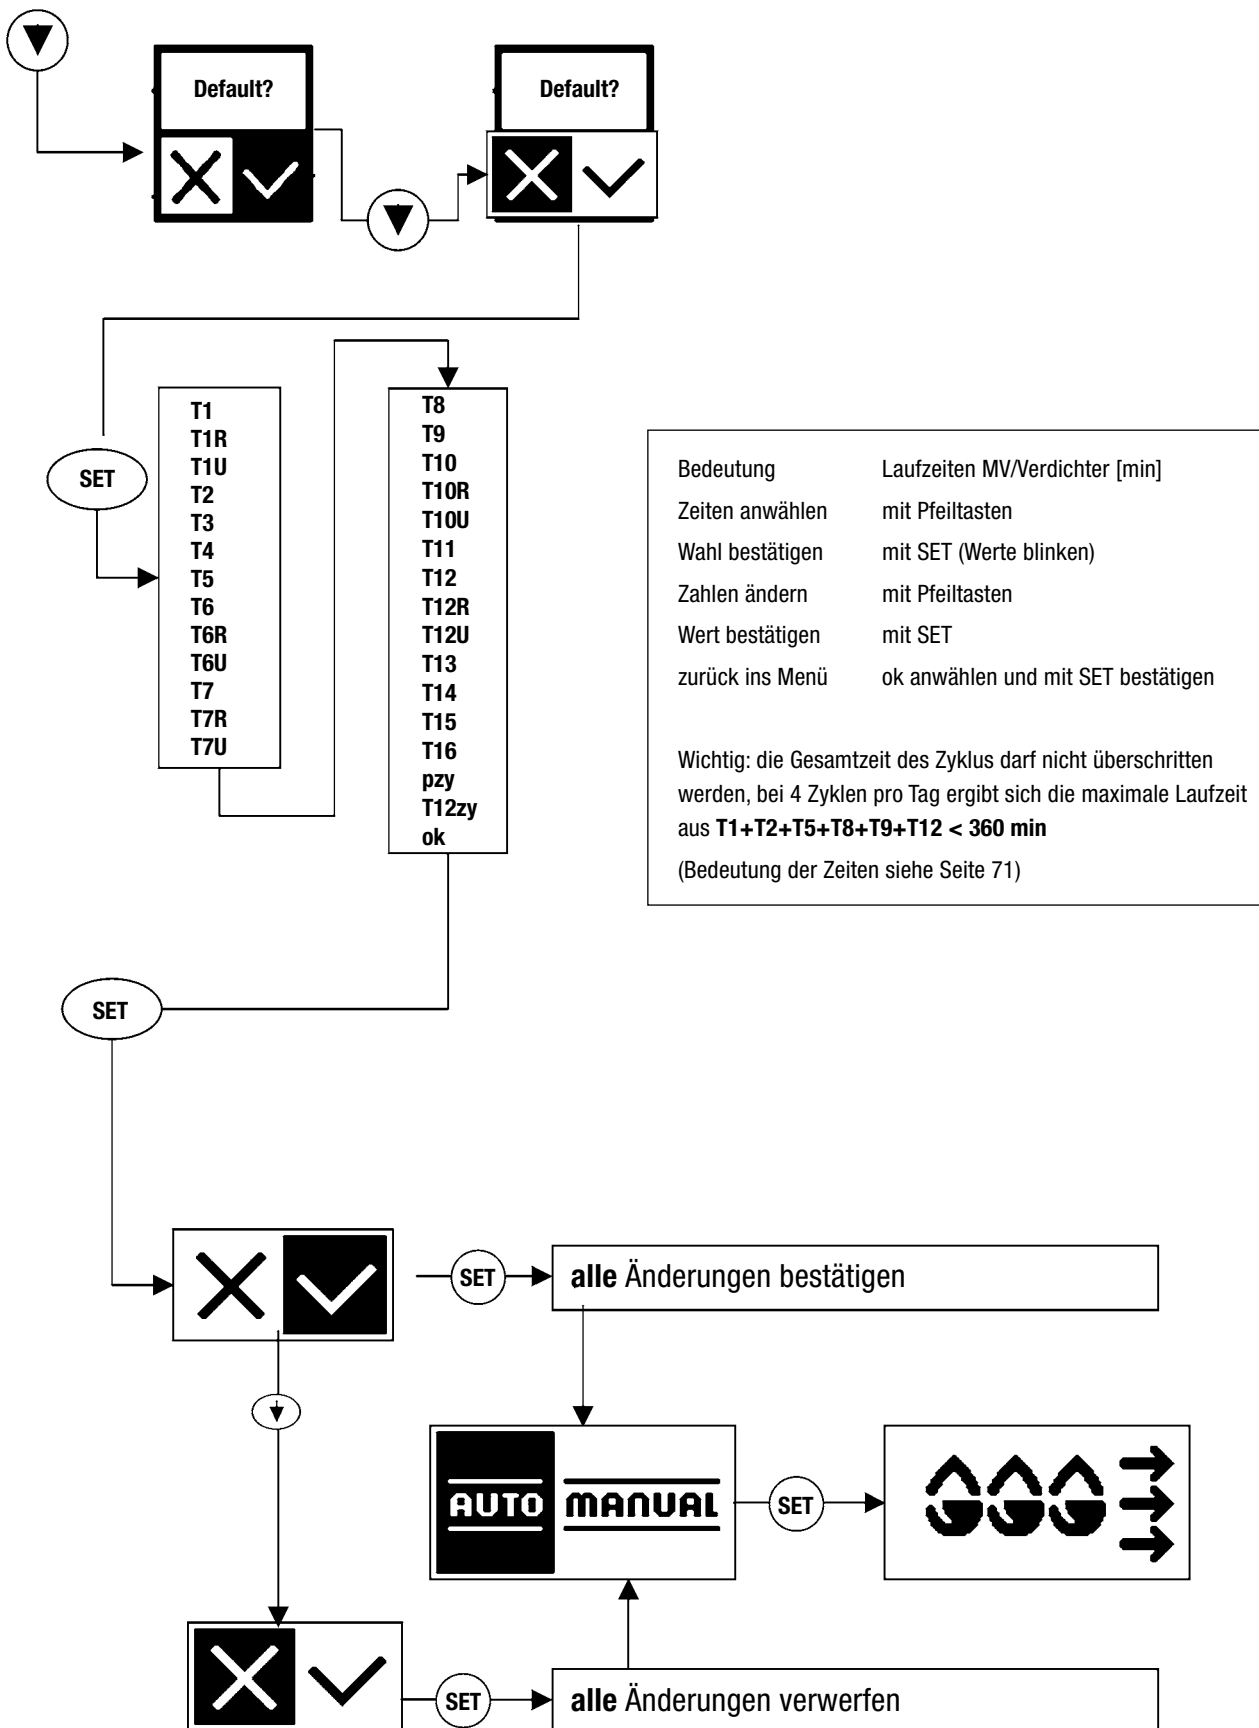 Default?
Default?
SET
T1
T1R
T1U
T2
T3
T4
T5
T6
T6R
T6U
T7
T7R
T7U
T8
T9
T10
T10R
T10U
T11
T12
T12R
T12U
T13
T14
T15
T16
pzy
T12zy
ok
Bedeutung Laufzeiten MV/Verdichter [min]
Zeiten anwählen mit Pfeiltasten
Wahl bestätigen mit SET (Werte blinken)
Zahlen ändern mit Pfeiltasten
Wert bestätigen mit SET
zurück ins Menü ok anwählen und mit SET bestätigen
Wichtig: die Gesamtzeit des Zyklus darf nicht überschritten
werden, bei 4 Zyklen pro Tag ergibt sich die maximale Laufzeit
aus T1+T2+T5+T8+T9+T12 < 360 min
(Bedeutung der Zeiten siehe Seite 71)
SET
SET
alle Änderungen bestätigen
AUTO MANUAL
SET
SET
alle Änderungen verwerfen